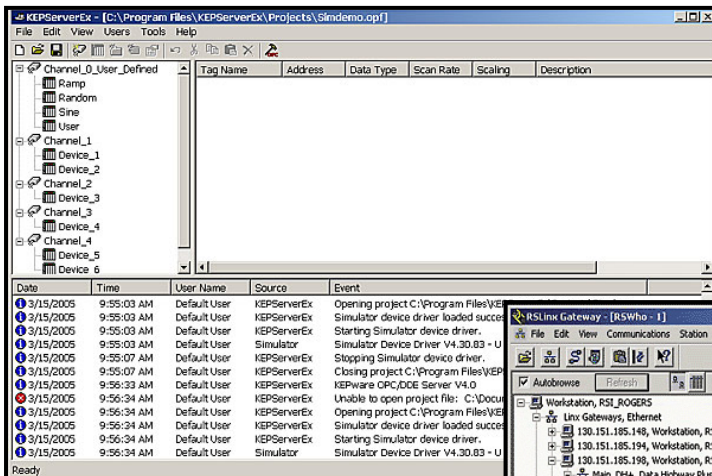 KEPServerEx - [C:\Program Files\KEPServerEx\Projects\Simdemo.opf]
File Edit View Users Tools Help
Channel_0_User_Defined
Ramp
Random
Sine
User
Channel_1
Device_1
Device_2
Channel_2
Device_3
Channel_3
Device_4
Channel_4
Device_5
Device_6
Tag Name Address Data Type Scan Rate Scaling Description
Date Time User Name Source Event
3/15/2005 9:55:03 AM Default User KEPServerEx Opening project C:\Program Files\KE
3/15/2005 9:55:03 AM Default User KEPServerEx Simulator device driver loaded succes
3/15/2005 9:55:03 AM Default User KEPServerEx Starting Simulator device driver.
3/15/2005 9:55:03 AM Default User Simulator Simulator Device Driver V4.30.83 - U
3/15/2005 9:55:07 AM Default User KEPServerEx Stopping Simulator device driver.
3/15/2005 9:55:07 AM Default User KEPServerEx Closing project C:\Program Files\KEP
3/15/2005 9:56:33 AM Default User KEPServerEx KEPware OPC/DDE Server V4.0
3/15/2005 9:56:33 AM Default User KEPServerEx Unable to open project file: C:\Docum
3/15/2005 9:56:34 AM Default User KEPServerEx Opening project C:\Program Files\KE
3/15/2005 9:56:34 AM Default User KEPServerEx Simulator device driver loaded succes
3/15/2005 9:56:34 AM Default User KEPServerEx Starting Simulator device driver.
3/15/2005 9:56:34 AM Default User Simulator Simulator Device Driver V4.30.83 - U
Ready
RSLinx Gateway - [RSWho - 1]
File Edit View Communications Station
Autobrowse Refresh
Workstation, RSI_ROGERS
Linx Gateways, Ethernet
130.151.185.148, Workstation, RS
130.151.185.194, Workstation, RS
130.151.185.198, Workstation, RS
Main, DH+, Data Highway Plus